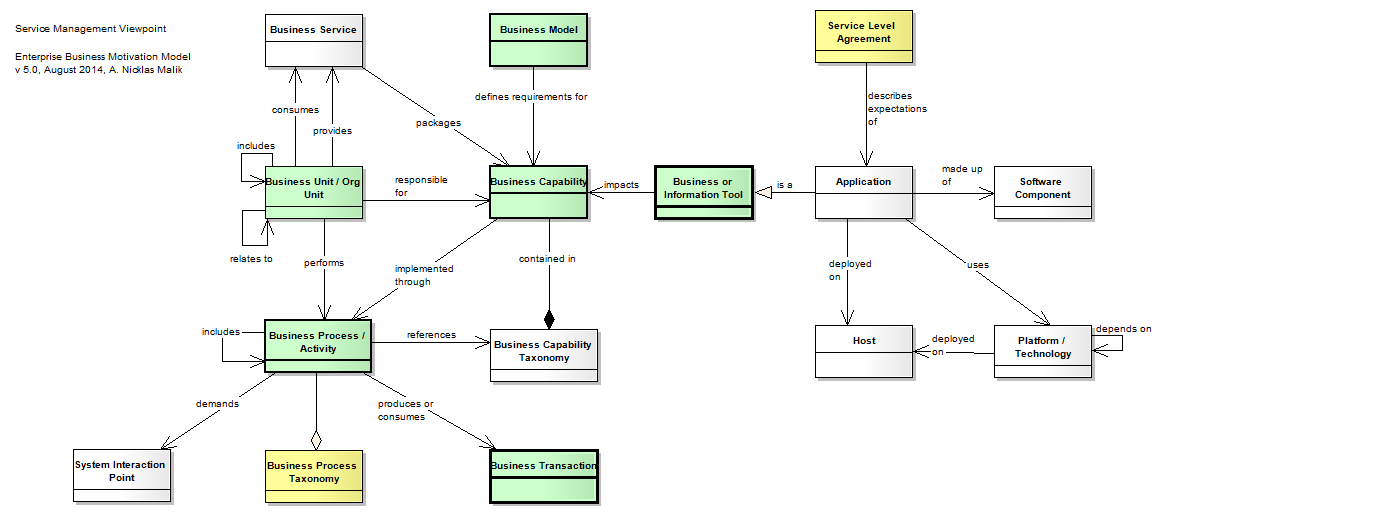 Service Management Viewpoint
Enterprise Business Motivation Model
v 5.0, August 2014, A. Nicklas Malik
Business Service
Business Model
Service Level
Agreement
consumes
provides
packages
defines requirements for
describes
expectations
of
includes
Business Unit / Org
Unit
relates to
responsible
for
Business Capability
impacts
Business or
Information Tool
is a
Application
made up
of
Software
Component
performs
implemented
through
contained in
deployed
on
uses
includes
Business Process /
Activity
references
Business Capability
Taxonomy
Host
deployed
on
Platform /
Technology
depends on
demands
produces or
consumes
System Interaction
Point
Business Process
Taxonomy
Business Transaction